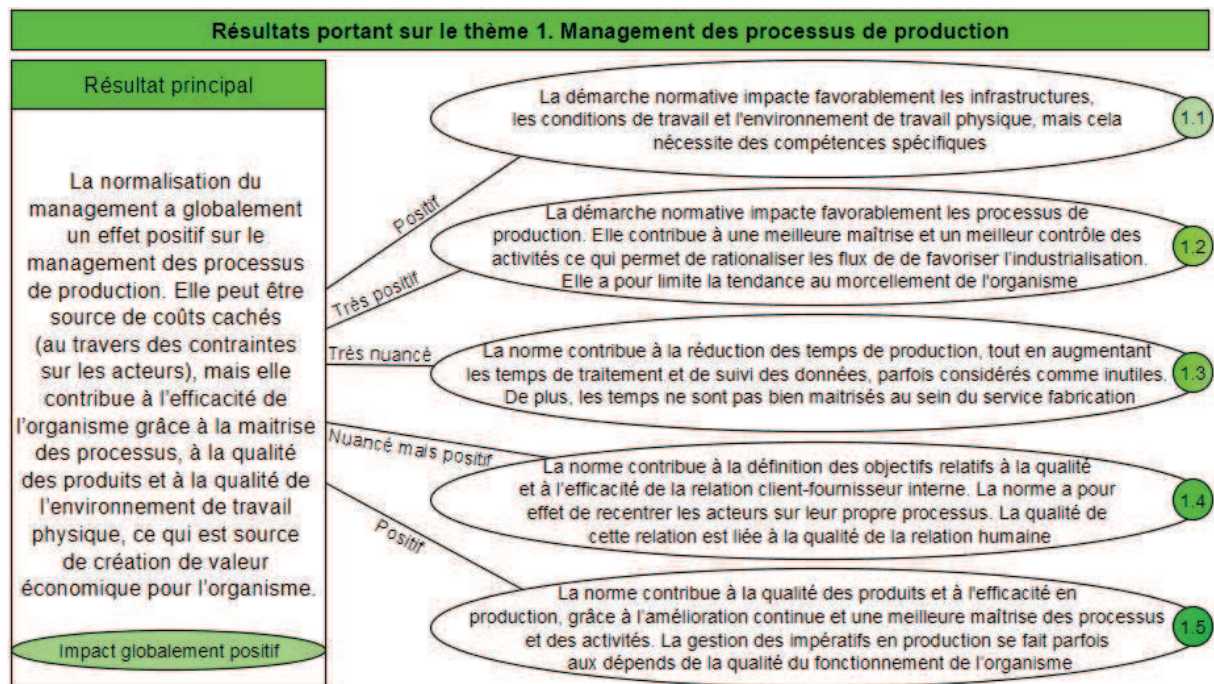 Résultats portant sur le thème 1. Management des processus de production
Résultat principal
La normalisation du
management a globalement
un effet positif sur le
management des processus
de production. Elle peut être
source de coûts cachés
(au travers des contraintes
sur les acteurs), mais elle
contribue à l'efficacité de
l'organisme grâce à la maitrise
des processus, à la qualité
des produits et à la qualité de
l'environnement de travail
physique, ce qui est source
de création de valeur
économique pour l'organisme.
Impact globalement positif
Positif
La démarche normative impacte favorablement les infrastructures,
les conditions de travail et l'environnement de travail physique, mais cela
nécessite des compétences spécifiques
1.1
Très positif
La démarche normative impacte favorablement les processus de
production. Elle contribue à une meilleure maîtrise et un meilleur contrôle des
activités ce qui permet de rationaliser les flux de de favoriser l'industrialisation.
Elle a pour limite la tendance au morcellement de l'organisme
1.2
Très nuancé
La norme contribue à la réduction des temps de production, tout en augmentant
les temps de traitement et de suivi des données, parfois considérés comme inutiles.
De plus, les temps ne sont pas bien maitrisés au sein du service fabrication
1.3
Nuancé mais positif
La norme contribue à la définition des objectifs relatifs à la qualité
et à l'efficacité de la relation client-fournisseur interne. La norme a pour
effet de recentrer les acteurs sur leur propre processus. La qualité de
cette relation est liée à la qualité de la relation humaine
1.4
Positif
La norme contribue à la qualité des produits et à l'efficacité en
production, grâce à l'amélioration continue et une meilleure maîtrise des processus
et des activités. La gestion des impératifs en production se fait parfois
aux dépends de la qualité du fonctionnement de l'organisme
1.5